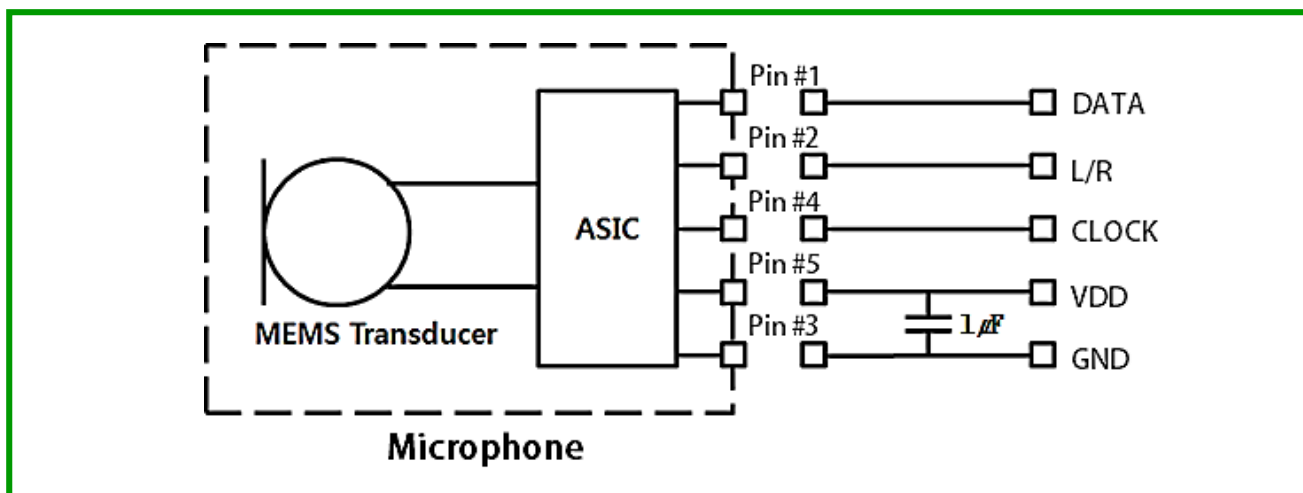 Pin #1
DATA
Pin #2
L/R
Pin #4
CLOCK
ASIC
Pin #5
VDD
MEMS Transducer
Pin #3
1㎌
GND
Microphone